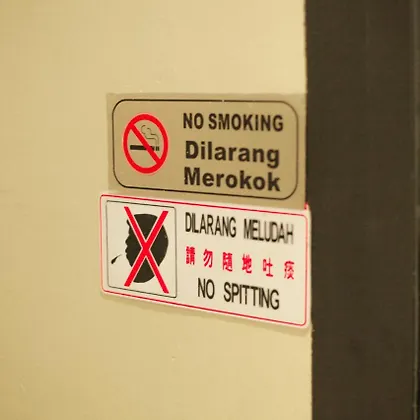 NO SMOKING
Dilarang
Merokok
DILARANG MELUDAH
請勿隨地吐痰
NO SPITTING